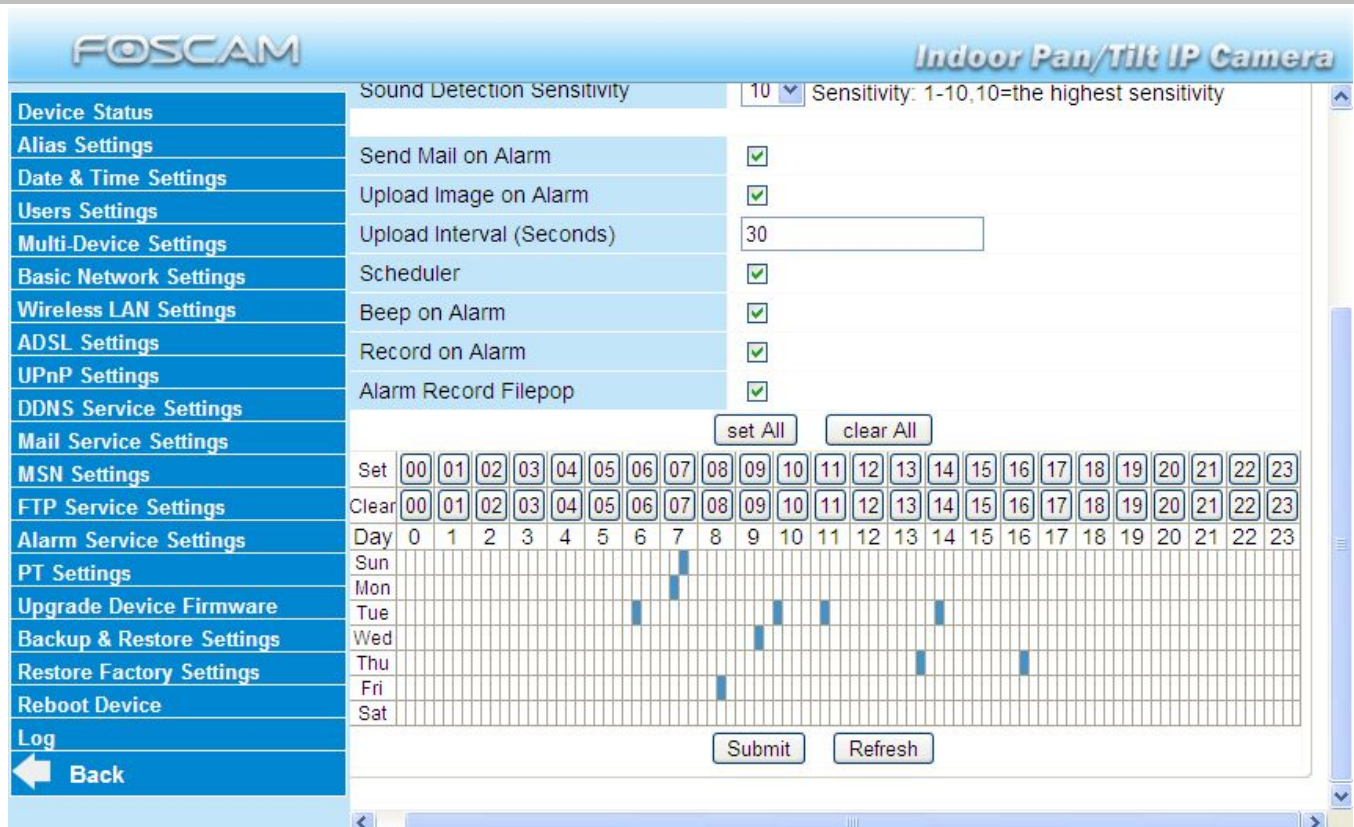 FOSCAM
Indoor Pan/Tilt IP Camera
Device Status
Alias Settings
Date & Time Settings
Users Settings
Multi-Device Settings
Basic Network Settings
Wireless LAN Settings
ADSL Settings
UPnP Settings
DDNS Service Settings
Mail Service Settings
MSN Settings
FTP Service Settings
Alarm Service Settings
PT Settings
Upgrade Device Firmware
Backup & Restore Settings
Restore Factory Settings
Reboot Device
Log
Back
Sound Detection Sensitivity 10 Sensitivity: 1-10,10=the highest sensitivity
Send Mail on Alarm
Upload Image on Alarm
Upload Interval (Seconds) 30
Scheduler
Beep on Alarm
Record on Alarm
Alarm Record Filepop
set All clear All
Set 00 01 02 03 04 05 06 07 08 09 10 11 12 13 14 15 16 17 18 19 20 21 22 23
Clear 00 01 02 03 04 05 06 07 08 09 10 11 12 13 14 15 16 17 18 19 20 21 22 23
Day 0 1 2 3 4 5 6 7 8 9 10 11 12 13 14 15 16 17 18 19 20 21 22 23
Sun
Mon
Tue
Wed
Thu
Fri
Sat
Submit Refresh